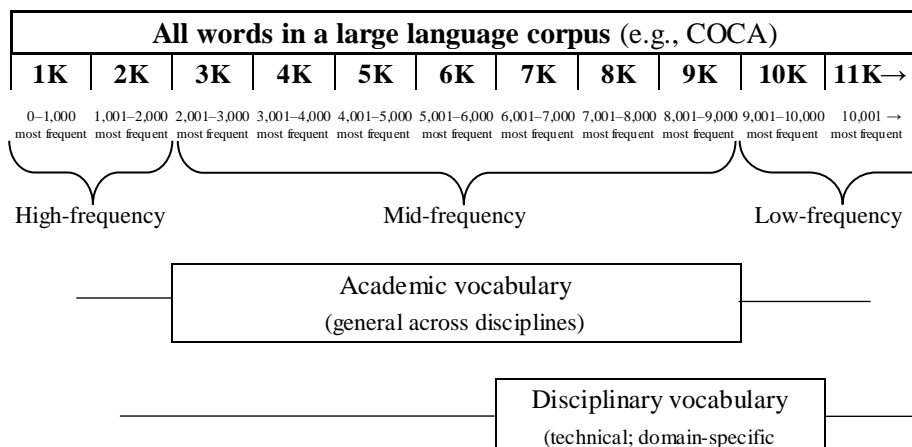 All words in a large language corpus (e.g., COCA)
1K 2K 3K 4K 5K 6K 7K 8K 9K 10K 11K→
0–1,000 1,001–2,000 2,001–3,000 3,001–4,000 4,001–5,000 5,001–6,000 6,001–7,000 7,001–8,000 8,001–9,000 9,001–10,000 10,001 →
most frequent most frequent most frequent most frequent most frequent most frequent most frequent most frequent most frequent most frequent most frequent
High-frequency Mid-frequency Low-frequency
Academic vocabulary
(general across disciplines)
Disciplinary vocabulary
(technical; domain-specific